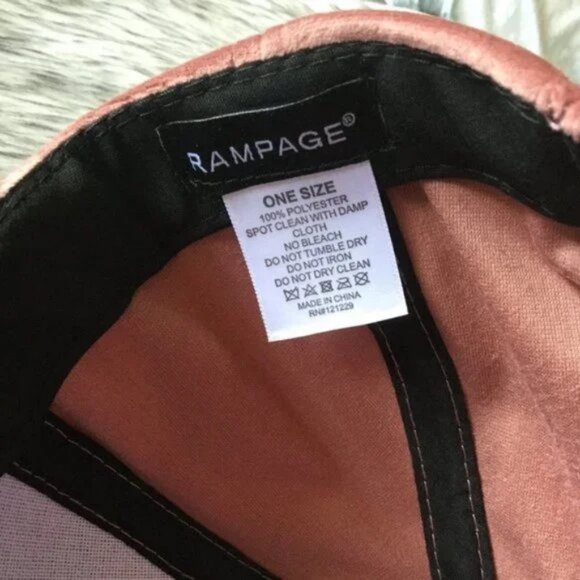 RAMPAGE®
ONE SIZE
100% POLYESTER
SPOT CLEAN WITH DAMP
CLOTH
NO BLEACH
DO NOT TUMBLE DRY
DO NOT IRON
DO NOT DRY CLEAN
MADE IN CHINA
RN#121229